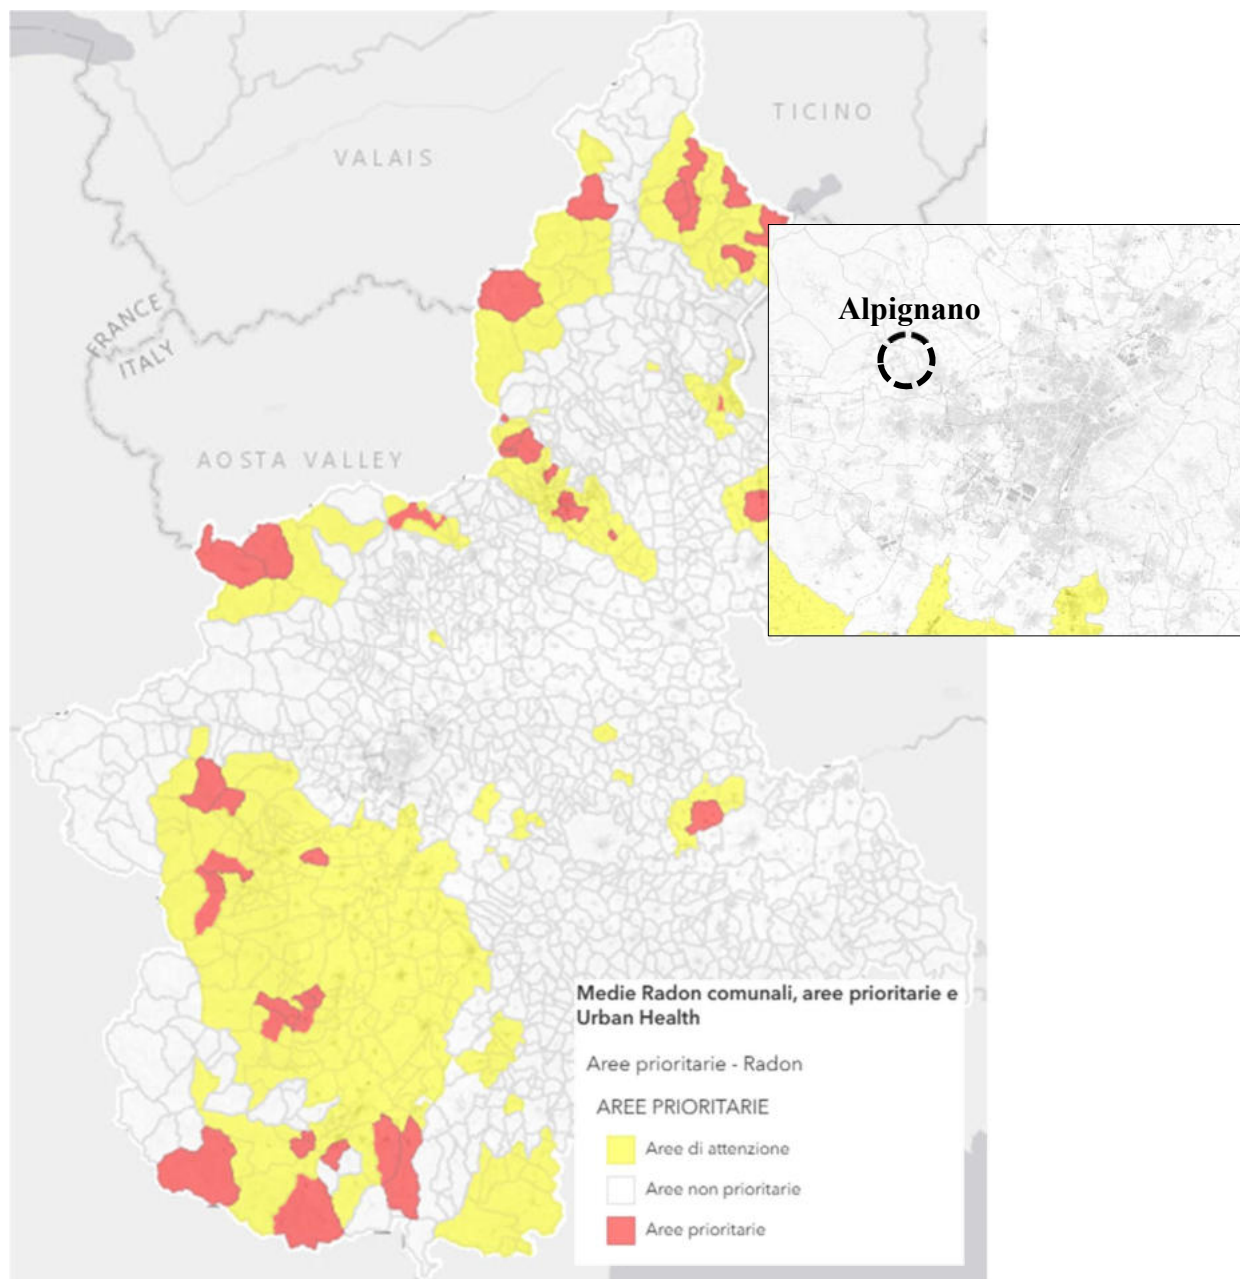 TICINO
VALAIS
FRANCE
ITALY
AOSTA VALLEY
Alpignano
Medie Radon comunali, aree prioritarie e
Urban Health
Aree prioritarie - Radon
AREE PRIORITARIE
Aree di attenzione
Aree non prioritarie
Aree prioritarie